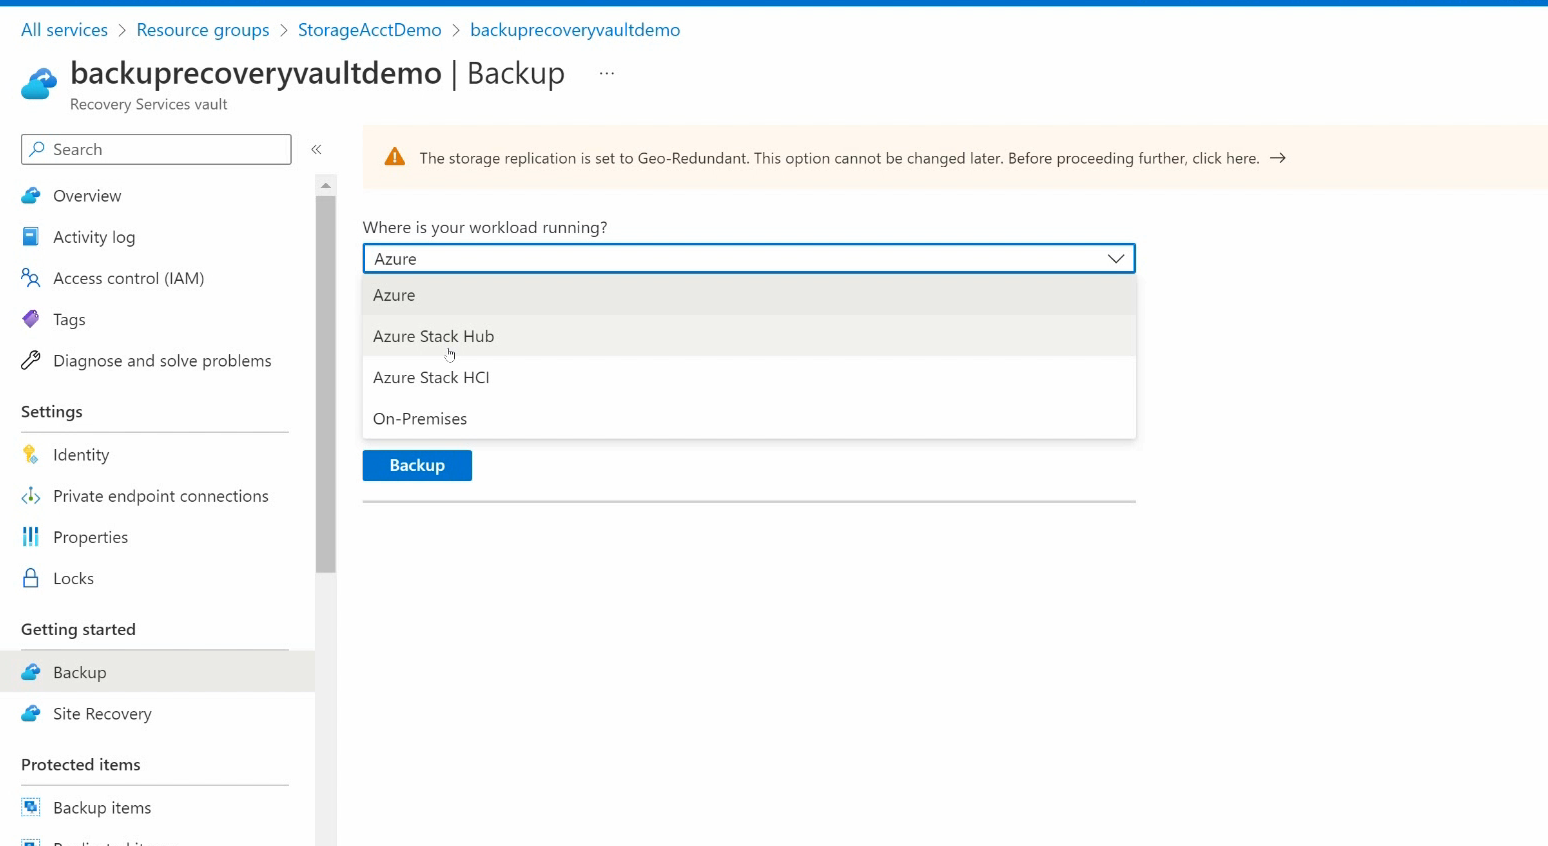 All services > Resource groups > StorageAcctDemo > backuprecoveryvaultdemo
backuprecoveryvaultdemo | Backup ...
Recovery Services vault
Search «
Overview
Activity log
Access control (IAM)
Tags
Diagnose and solve problems
Settings
Identity
Private endpoint connections
Properties
Locks
Getting started
Backup
Site Recovery
Protected items
Backup items
The storage replication is set to Geo-Redundant. This option cannot be changed later. Before proceeding further, click here. →
Where is your workload running?
Azure
Azure
Azure Stack Hub
Azure Stack HCI
On-Premises
Backup